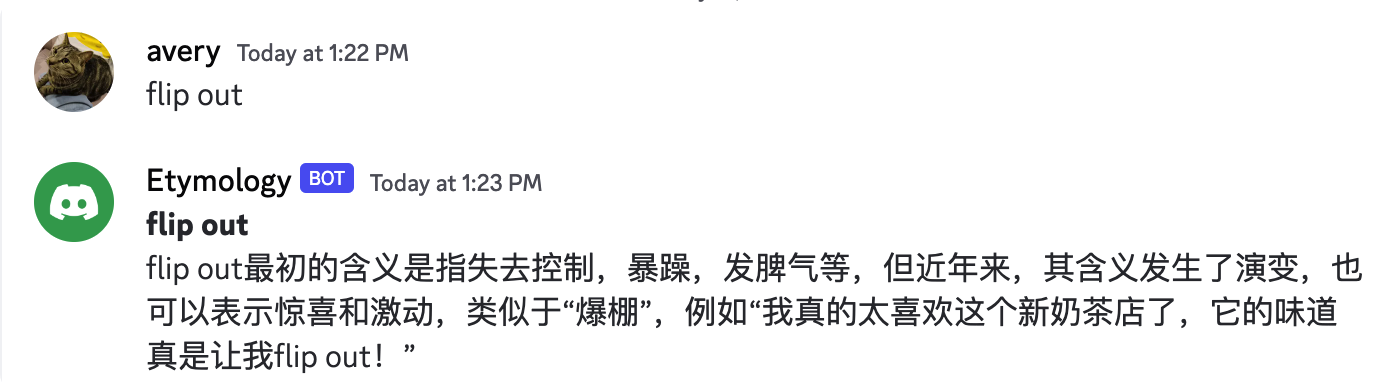 avery Today at 1:22 PM
flip out
Etymology BOT Today at 1:23 PM
flip out
flip out最初的含义是指失去控制，暴躁，发脾气等，但近年来，其含义发生了演变，也
可以表示惊喜和激动，类似于“爆棚”，例如“我真的太喜欢这个新奶茶店了，它的味道
真是让我flip out！”